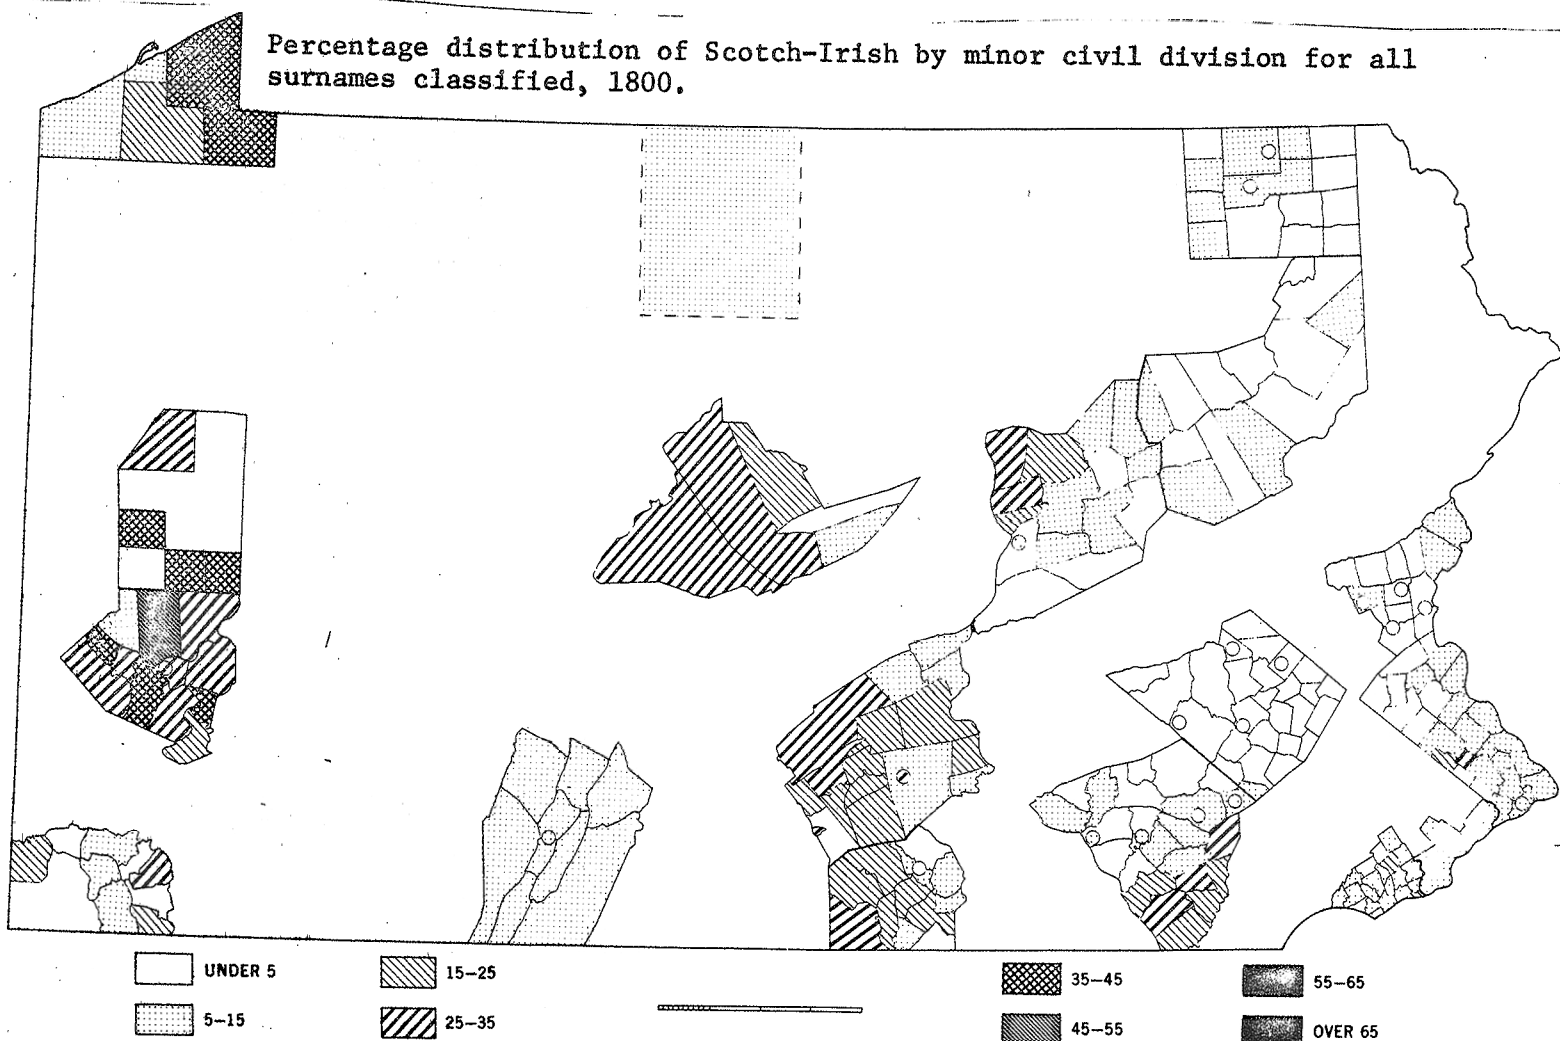 Percentage distribution of Scotch-Irish by minor civil division for all
surnames classified, 1800.
UNDER 5
5–15
15–25
25–35
35–45
45–55
55–65
OVER 65